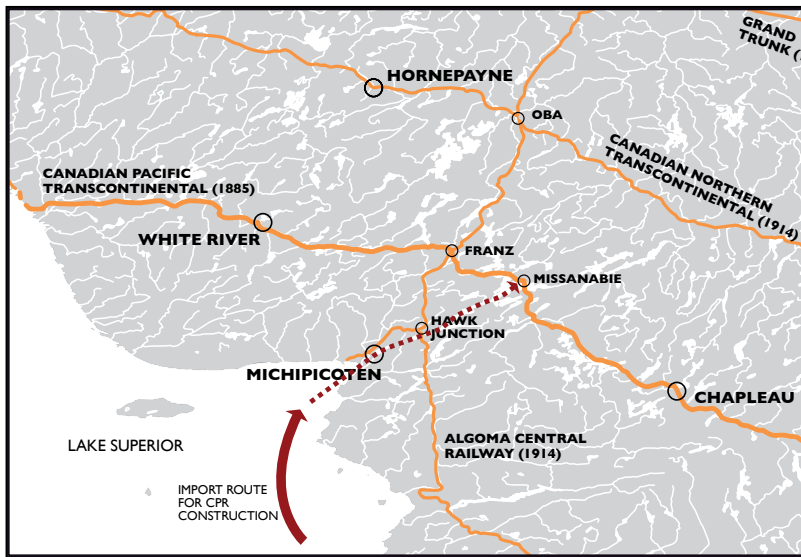 GRAND
TRUNK (
HORNEPAYNE
OBA
CANADIAN NORTHERN
TRANSCONTINENTAL (1914)
CANADIAN PACIFIC
TRANSCONTINENTAL (1885)
WHITE RIVER
FRANZ
MISSANABIE
HAWK
JUNCTION
MICHIPICOTEN
CHAPLEAU
LAKE SUPERIOR
ALGOMA CENTRAL
RAILWAY (1914)
IMPORT ROUTE
FOR CPR
CONSTRUCTION